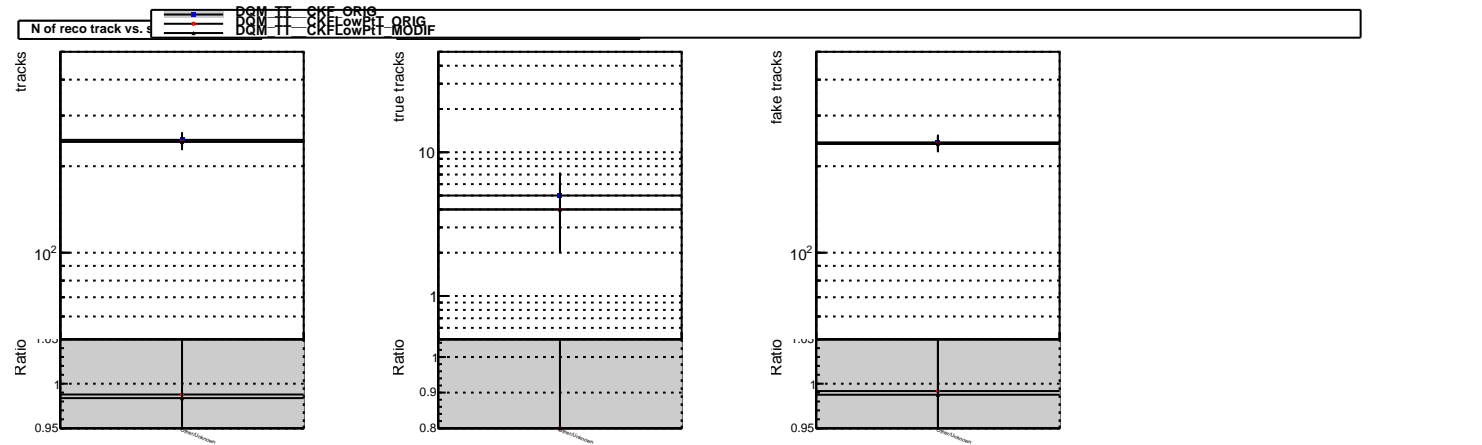 DQM_TT__CKF_ORIG
DQM_TT__CKFLowPtT_ORIG
DQM_TT__CKFLowPtT_MODIF
N of reco track vs.
tracks
10²
Ratio
1
0.95
true tracks
10
1
Ratio
1
0.9
0.8
fake tracks
10²
Ratio
1
0.95